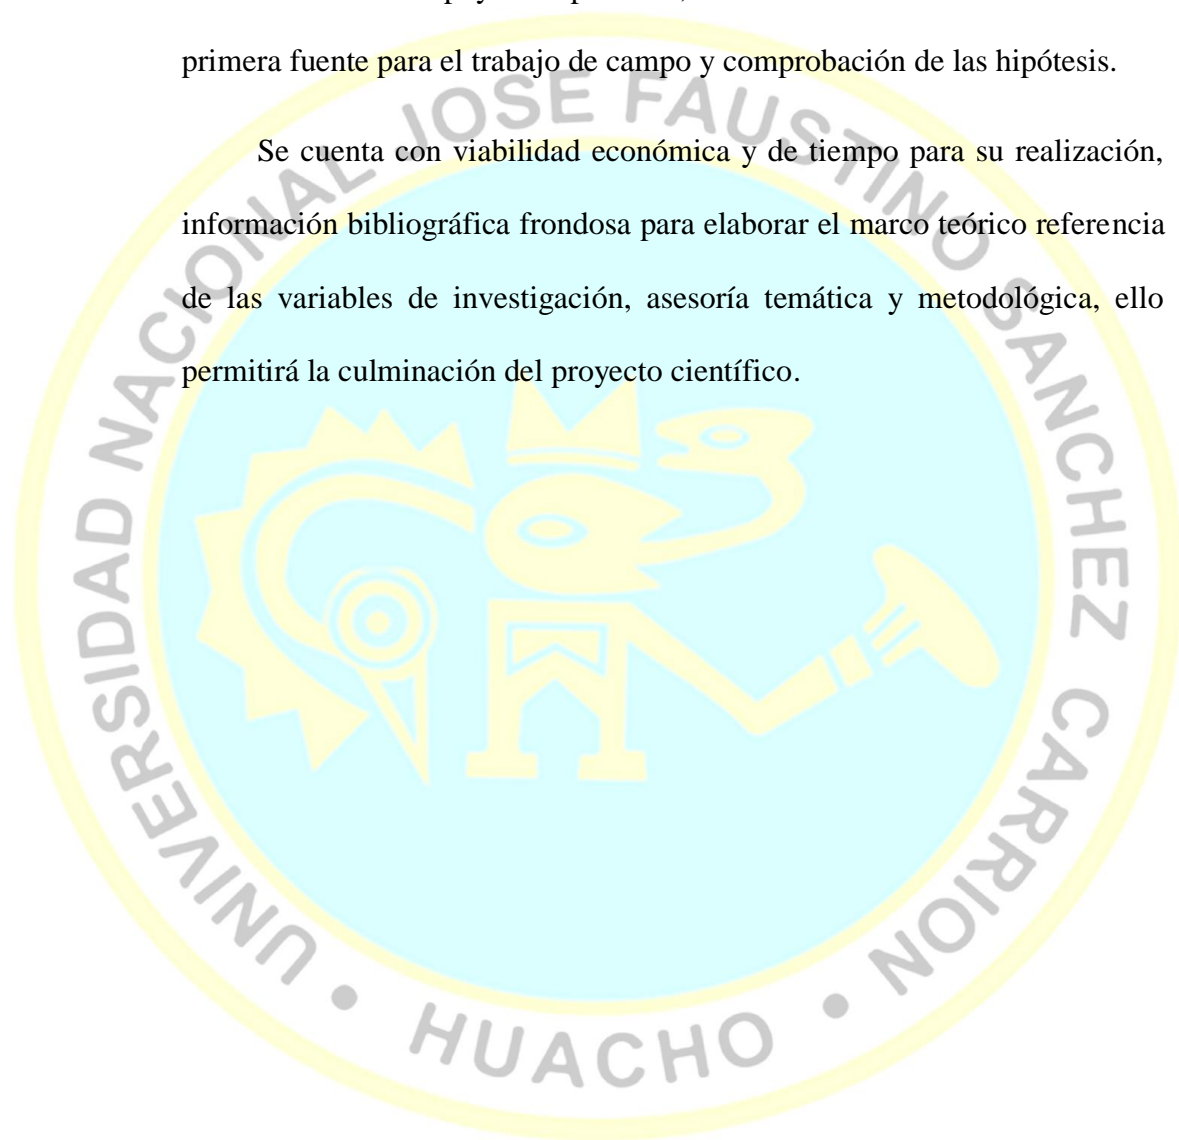 primera fuente para el trabajo de campo y comprobación de las hipótesis.
Se cuenta con viabilidad económica y de tiempo para su realización,
información bibliográfica frondosa para elaborar el marco teórico referencia
de las variables de investigación, asesoría temática y metodológica, ello
permitirá la culminación del proyecto científico.
UNIVERSIDAD NACIONAL JOSE FAUSTINO SANCHEZ CARRION
• HUACHO •